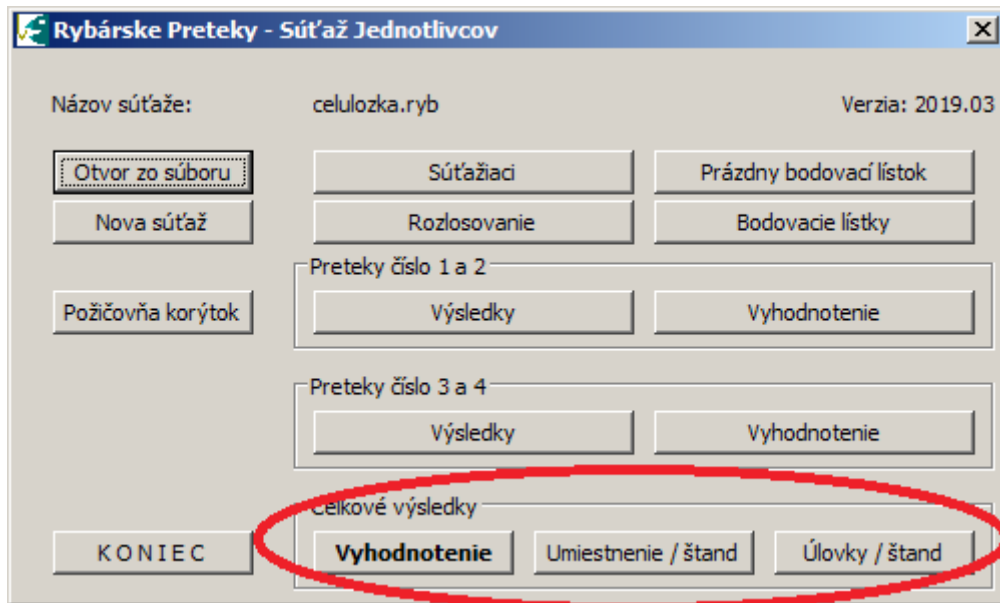 Rybárske Preteky - Súťaž Jednotlivcov
Názov súťaže: celulozka.ryb Verzia: 2019.03
Otvor zo súboru Súťažiaci Prázdny bodovací lístok
Nova súťaž Rozlosovanie Bodovacie lístky
Preteky číslo 1 a 2
Požičovňa korýtok Výsledky Vyhodnotenie
Preteky číslo 3 a 4
Výsledky Vyhodnotenie
Celkové výsledky
K O N I E C Vyhodnotenie Umiestnenie / štand Úlovky / štand